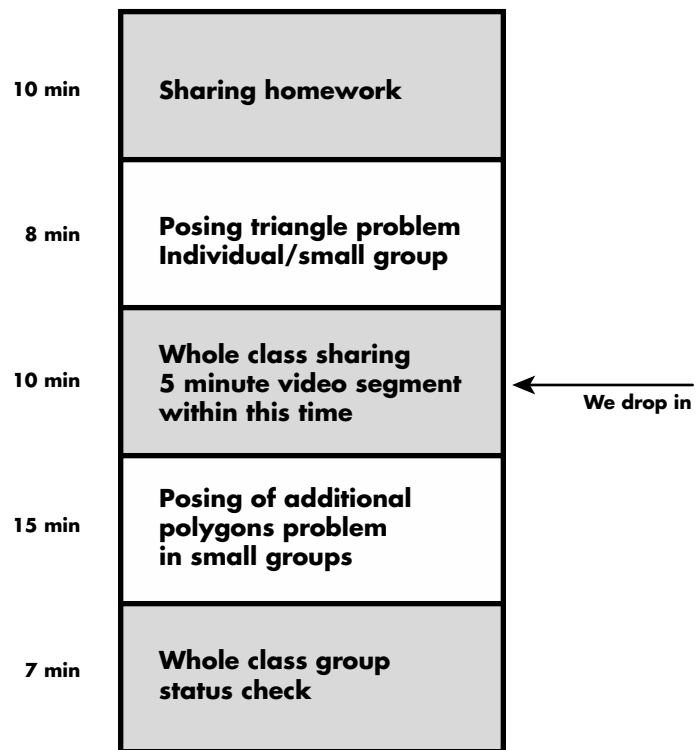 10 min
Sharing homework
8 min
Posing triangle problem
Individual/small group
10 min
Whole class sharing
5 minute video segment
within this time
We drop in
15 min
Posing of additional
polygons problem
in small groups
7 min
Whole class group
status check